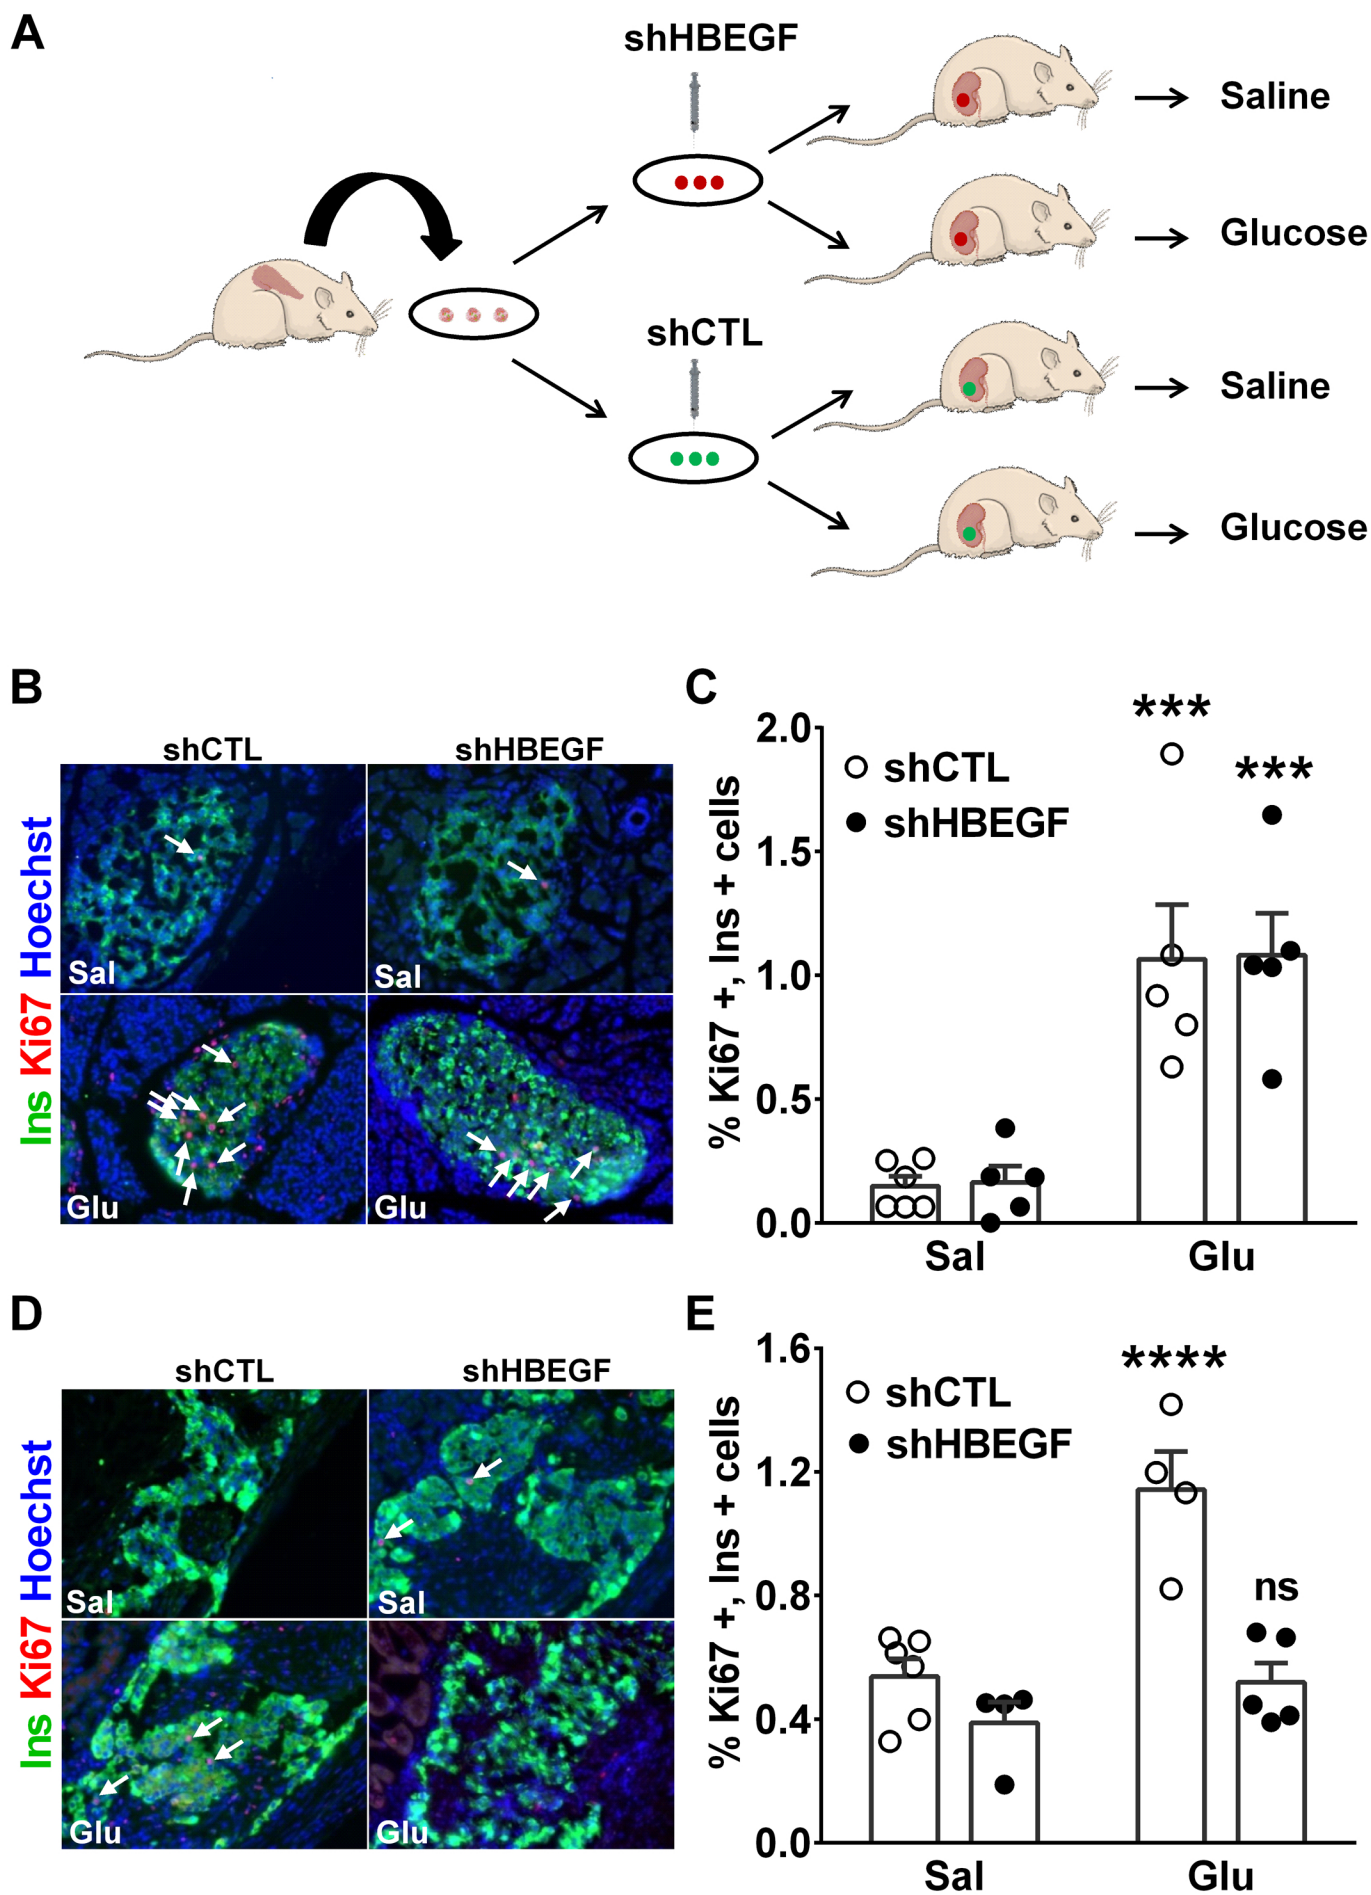 A
shHBEGF
Saline
Glucose
shCTL
Saline
Glucose
B
shCTL
shHBEGF
Ins Ki67 Hoechst
Sal
Sal
Glu
Glu
C
% Ki67 +, Ins + cells
2.0
1.5
1.0
0.5
0.0
shCTL
shHBEGF
***
***
Sal
Glu
D
shCTL
shHBEGF
Ins Ki67 Hoechst
Sal
Sal
Glu
Glu
E
% Ki67 +, Ins + cells
1.6
1.2
0.8
0.4
0.0
shCTL
shHBEGF
****
ns
Sal
Glu